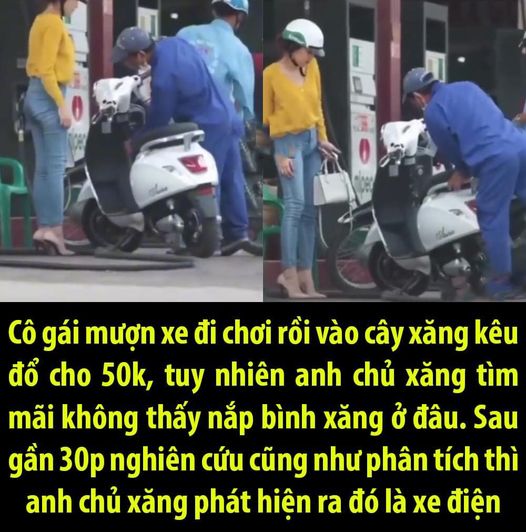 Cô gái mượn xe đi chơi rồi vào cây xăng kêu
đổ cho 50k, tuy nhiên anh chủ xăng tìm
mãi không thấy nắp bình xăng ở đâu. Sau
gần 30p nghiên cứu cũng như phân tích thì
anh chủ xăng phát hiện ra đó là xe điện